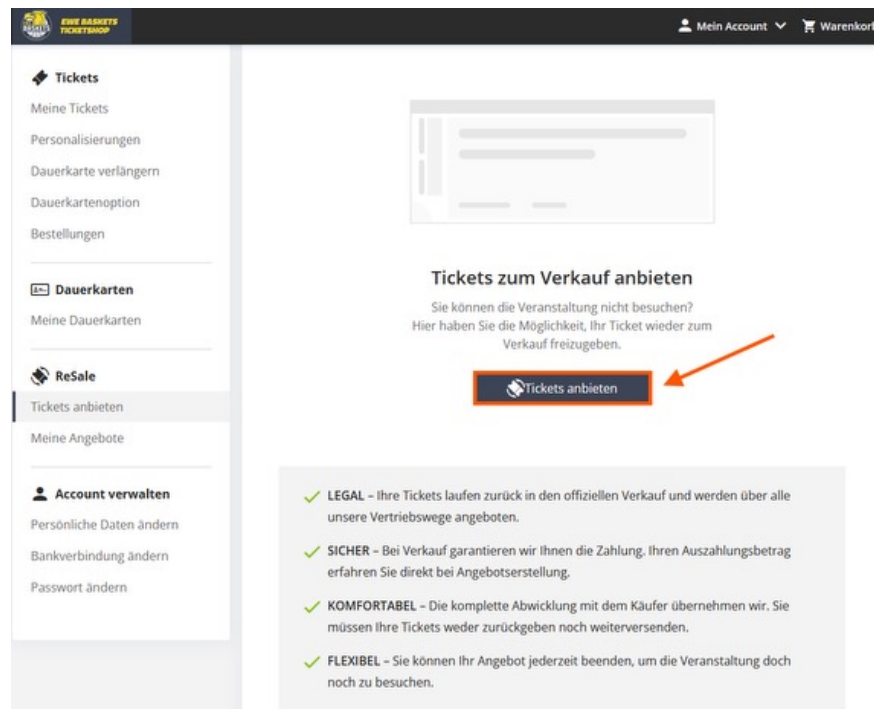 EWE BASKETS
TICKETSHOP
Mein Account
Warenkorb
Tickets
Meine Tickets
Personalisierungen
Dauerkarte verlängern
Dauerkartenoption
Bestellungen
Dauerkarten
Meine Dauerkarten
ReSale
Tickets anbieten
Meine Angebote
Account verwalten
Persönliche Daten ändern
Bankverbindung ändern
Passwort ändern
Tickets zum Verkauf anbieten
Sie können die Veranstaltung nicht besuchen?
Hier haben Sie die Möglichkeit, Ihr Ticket wieder zum
Verkauf freizugeben.
Tickets anbieten
LEGAL – Ihre Tickets laufen zurück in den offiziellen Verkauf und werden über alle
unsere Vertriebswege angeboten.
SICHER – Bei Verkauf garantieren wir Ihnen die Zahlung. Ihren Auszahlungsbetrag
erfahren Sie direkt bei Angebotserstellung.
KOMFORTABEL – Die komplette Abwicklung mit dem Käufer übernehmen wir. Sie
müssen Ihre Tickets weder zurückgeben noch weiterversenden.
FLEXIBEL – Sie können Ihr Angebot jederzeit beenden, um die Veranstaltung doch
noch zu besuchen.